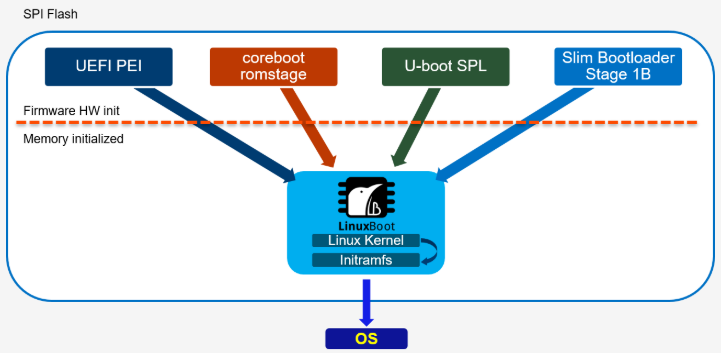 SPI Flash
UEFI PEI
coreboot
romstage
U-boot SPL
Slim Bootloader
Stage 1B
Firmware HW init
Memory initialized
B
LinuxBoot
Linux Kernel
Initramfs
OS